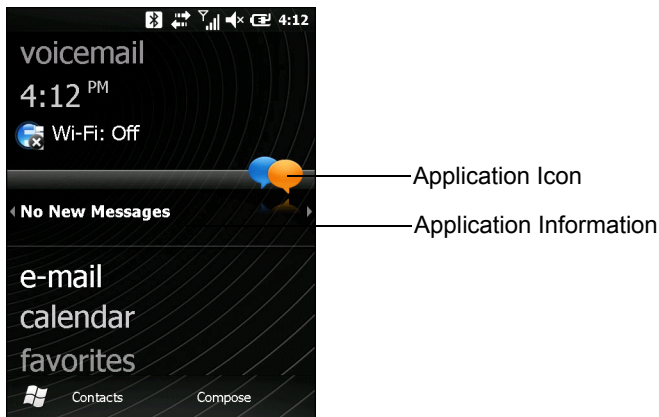 4:12
voicemail
4:12 PM
Wi-Fi: Off
Application Icon
No New Messages
Application Information
e-mail
calendar
favorites
Contacts Compose